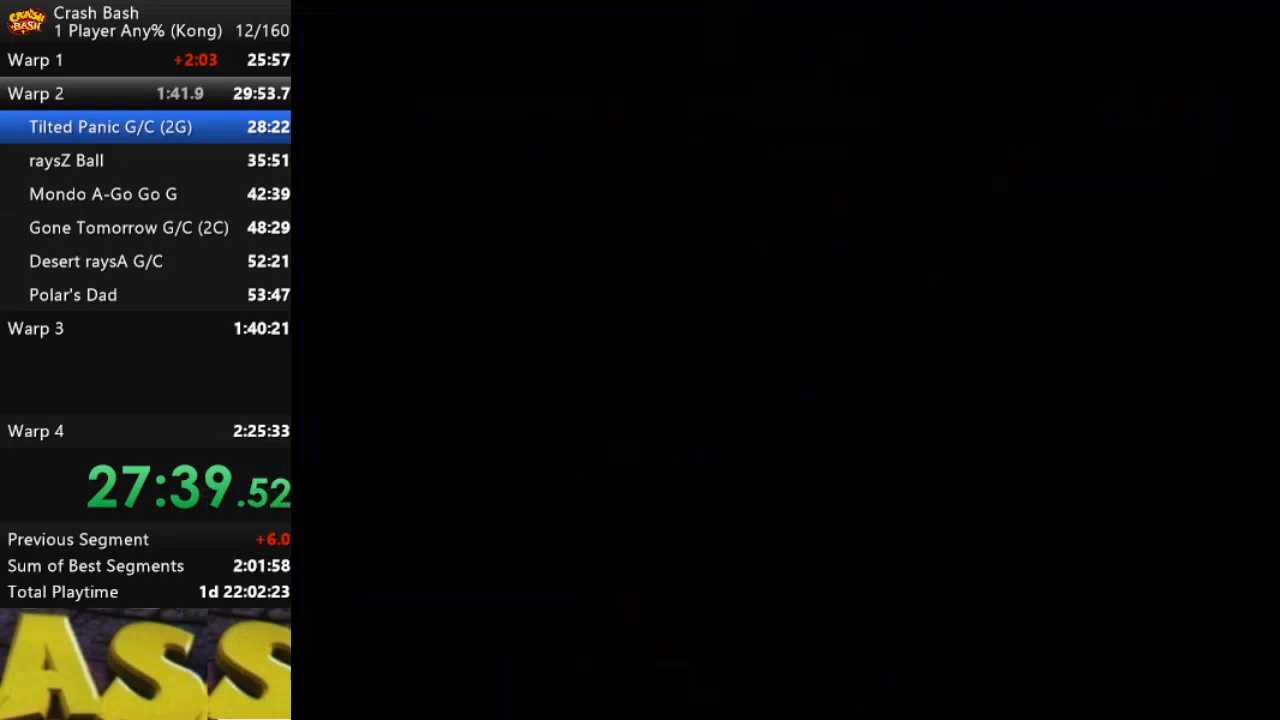 CRASH BASH
Crash Bash
1 Player Any% (Kong) 12/160
Warp 1 +2:03 25:57
Warp 2 1:41.9 29:53.7
Tilted Panic G/C (2G) 28:22
raysZ Ball 35:51
Mondo A-Go Go G 42:39
Gone Tomorrow G/C (2C) 48:29
Desert raysA G/C 52:21
Polar's Dad 53:47
Warp 3 1:40:21
Warp 4 2:25:33
27:39.52
Previous Segment +6.0
Sum of Best Segments 2:01:58
Total Playtime 1d 22:02:23
ASS